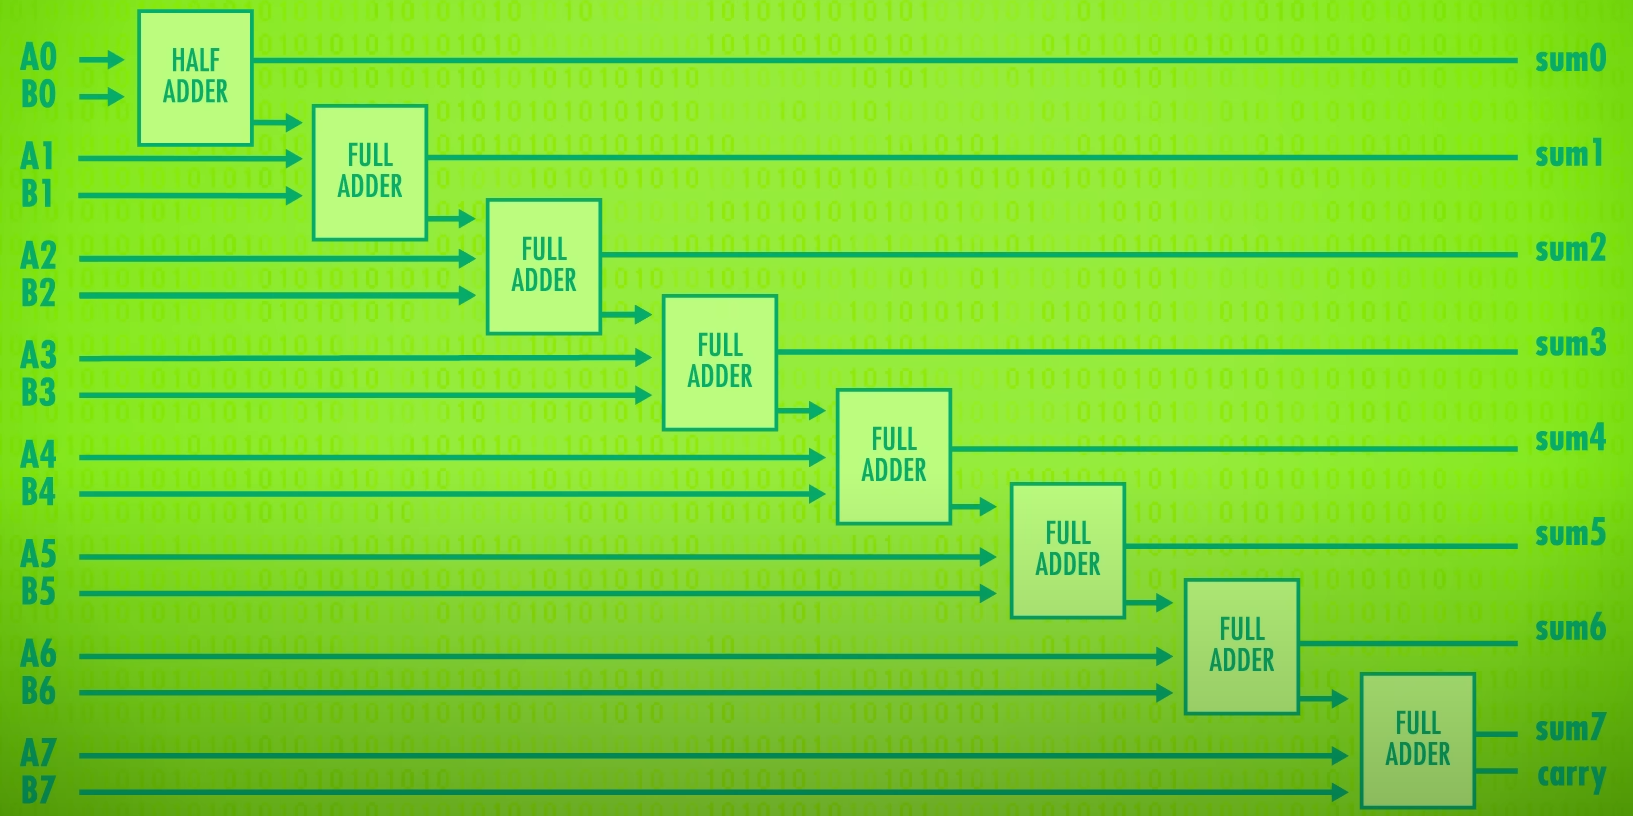 A0
B0
HALF
ADDER
sum0
A1
B1
FULL
ADDER
sum1
A2
B2
FULL
ADDER
sum2
A3
B3
FULL
ADDER
sum3
A4
B4
FULL
ADDER
sum4
A5
B5
FULL
ADDER
sum5
A6
B6
FULL
ADDER
sum6
A7
B7
FULL
ADDER
sum7
carry